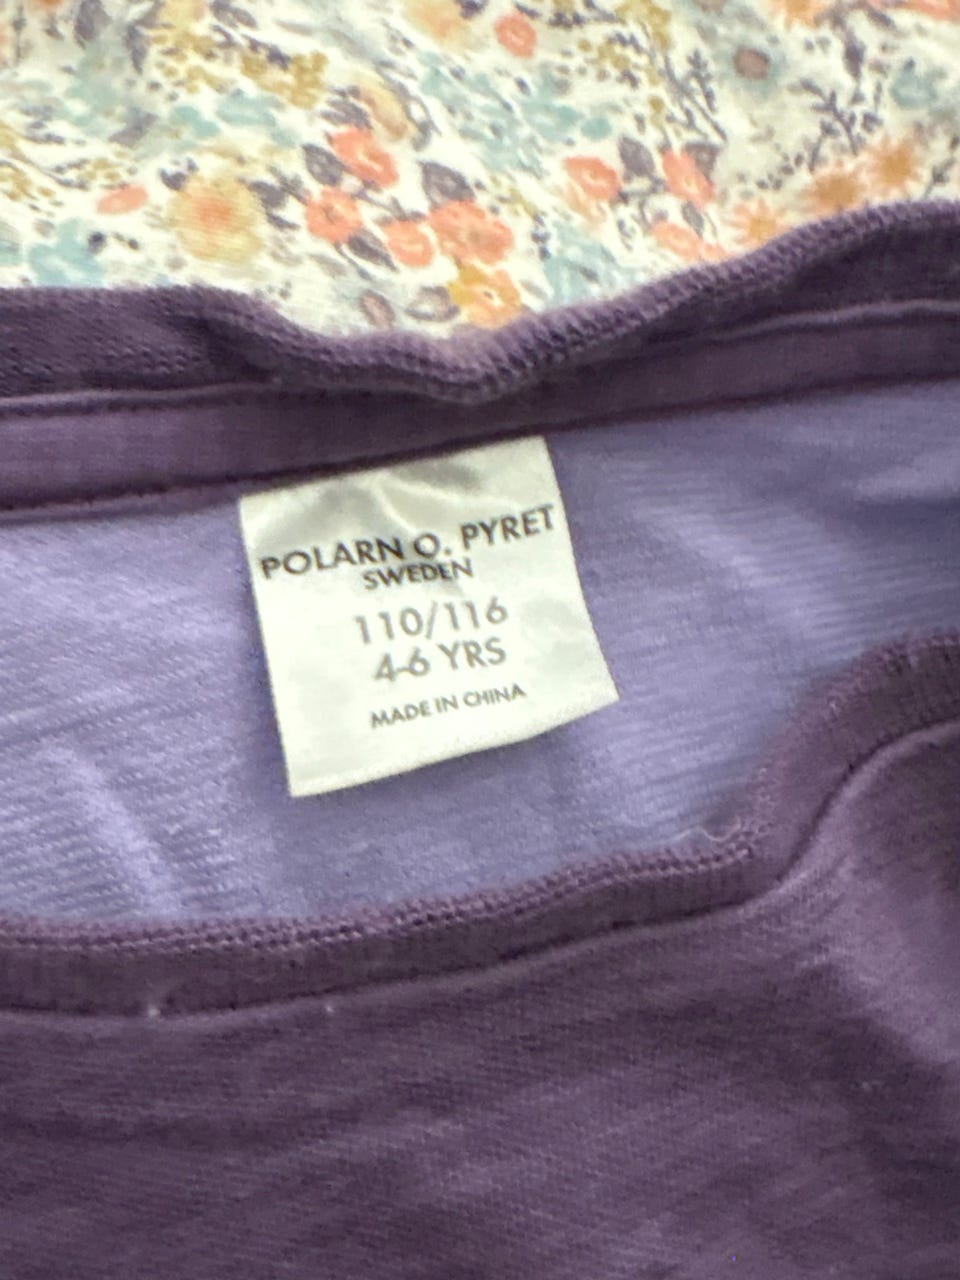 POLARN O. PYRET
SWEDEN
110/116
4-6 YRS
MADE IN CHINA